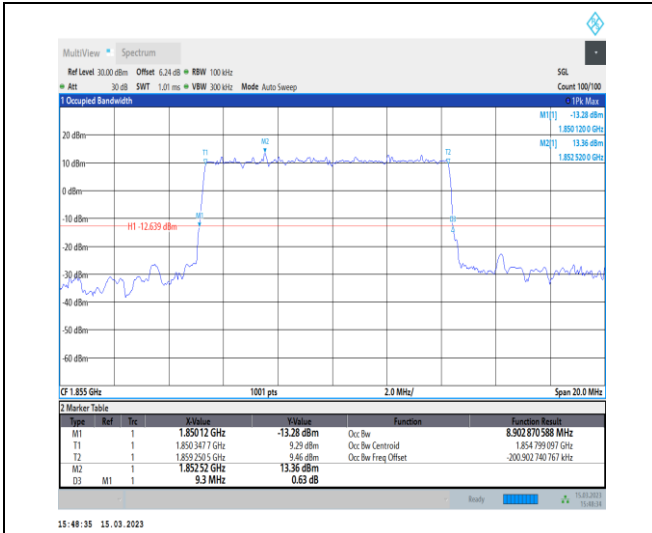 MultiView Spectrum
Ref Level 30.00 dBm Offset 6.24 dB RBW 100 kHz SGL
Att 30 dB SWT 1.01 ms VBW 300 kHz Mode Auto Sweep Count 100/100
1 Occupied Bandwidth 1Pk Max
M1[1] -13.28 dBm
1.850 120 0 GHz
M2[1] 13.36 dBm
1.852 520 0 GHz
20 dBm
M2
T1 T2
10 dBm
0 dBm
-10 dBm
M1 D3
H1 -12.639 dBm
-20 dBm
-30 dBm
-40 dBm
-50 dBm
-60 dBm
CF 1.855 GHz 1001 pts 2.0 MHz/ Span 20.0 MHz
2 Marker Table
Type Ref Trc X-Value Y-Value Function Function Result
M1 1 1.85012 GHz -13.28 dBm Occ Bw 8.902 870 588 MHz
T1 1 1.850 347 7 GHz 9.29 dBm Occ Bw Centroid 1.854 799 097 GHz
T2 1 1.859 250 5 GHz 9.46 dBm Occ Bw Freq Offset -200.902 740 767 kHz
M2 1 1.85252 GHz 13.36 dBm
D3 M1 1 9.3 MHz 0.63 dB
Ready 15.03.2023
15:48:34
15:48:35 15.03.2023